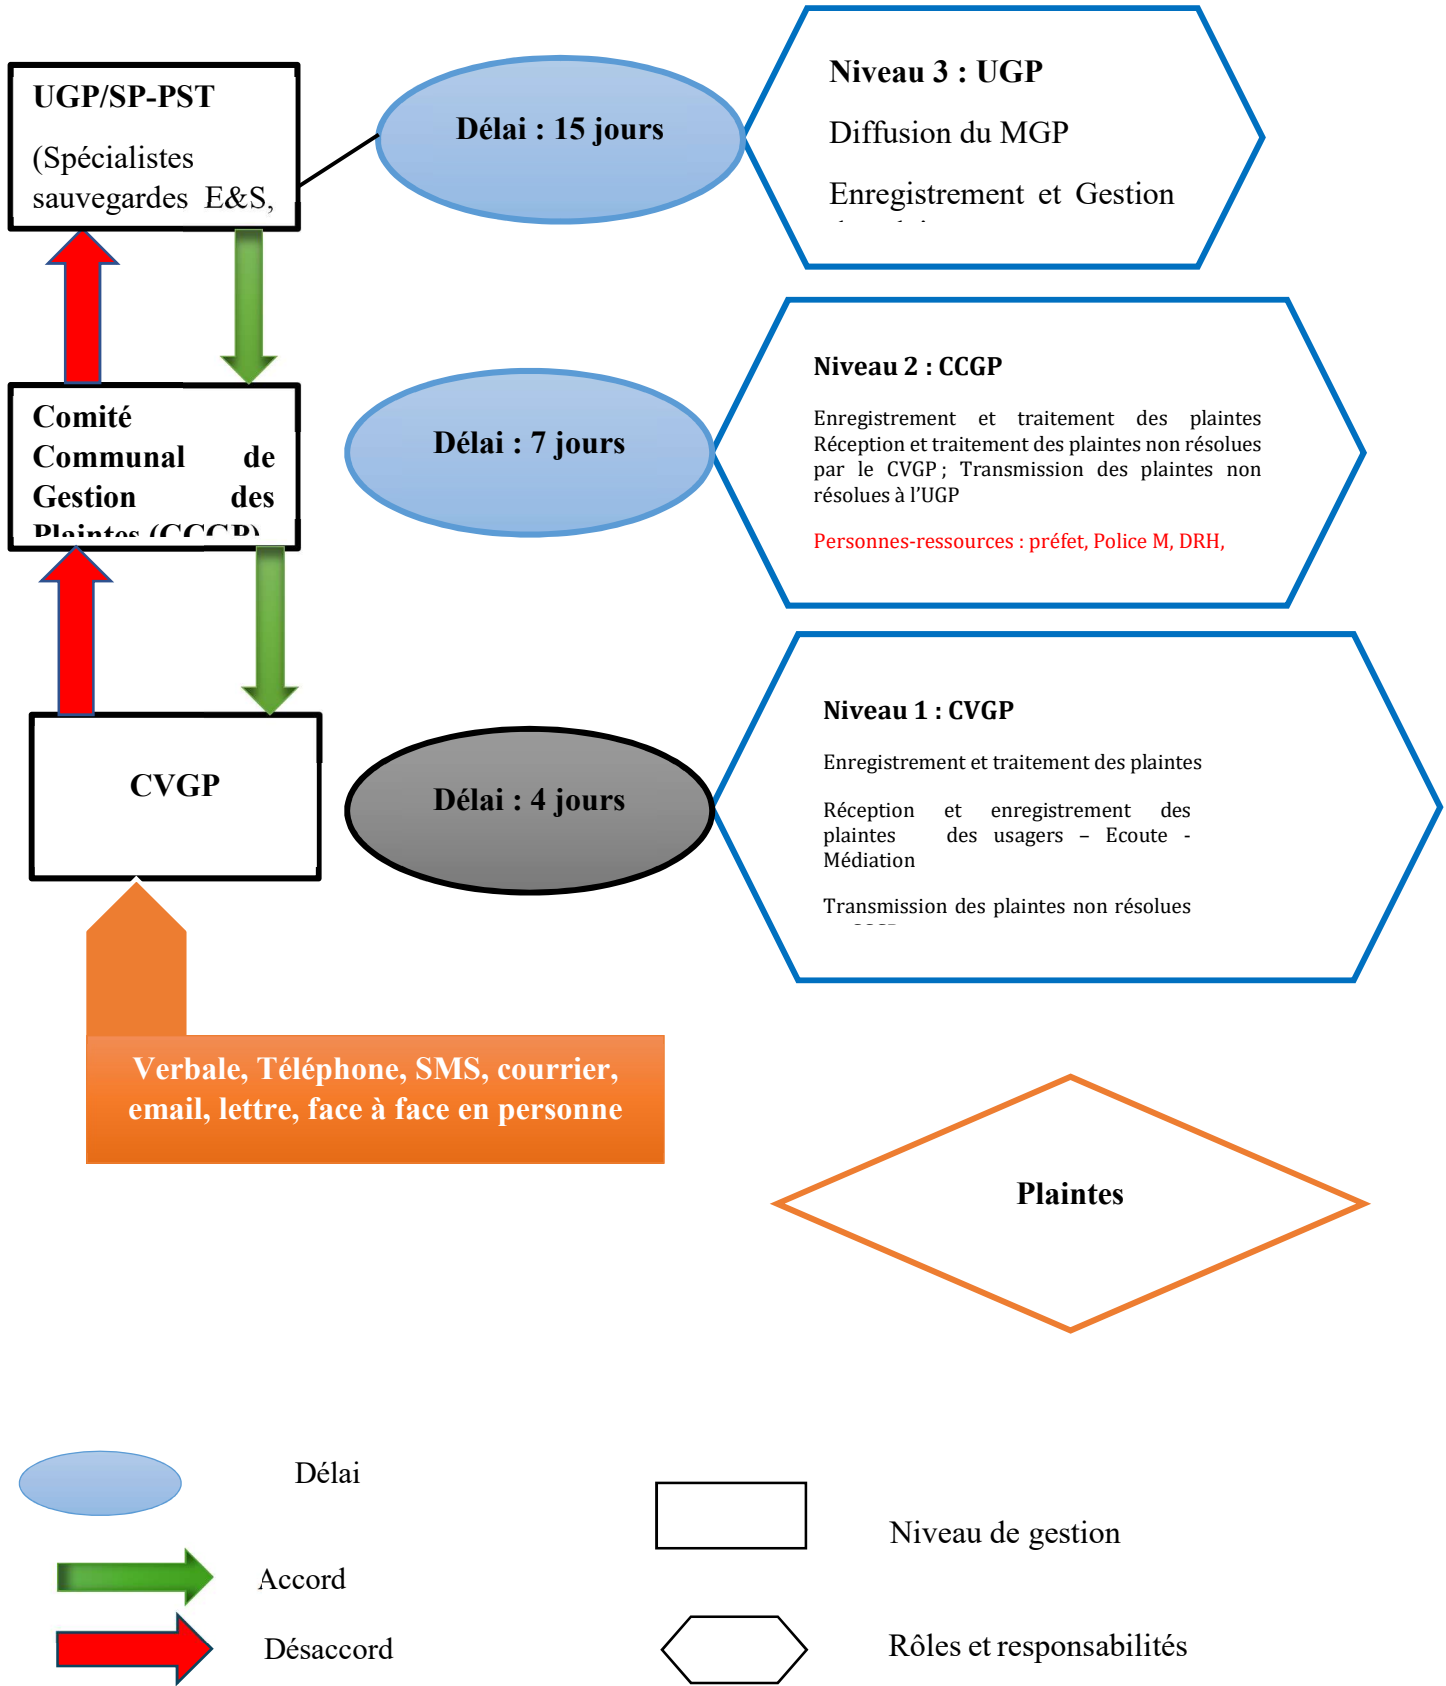 UGP/SP-PST
(Spécialistes
sauvegardes E&S,
Délai : 15 jours
Niveau 3 : UGP
Diffusion du MGP
Enregistrement et Gestion
Comité
Communal de
Gestion des
Plaintes (CCGP)
Délai : 7 jours
Niveau 2 : CCGP
Enregistrement et traitement des plaintes
Réception et traitement des plaintes non résolues
par le CVGP ; Transmission des plaintes non
résolues à l’UGP
Personnes-ressources : préfet, Police M, DRH,
CVGP
Délai : 4 jours
Niveau 1 : CVGP
Enregistrement et traitement des plaintes
Réception et enregistrement des
plaintes des usagers – Ecoute -
Médiation
Transmission des plaintes non résolues
Verbale, Téléphone, SMS, courrier,
email, lettre, face à face en personne
Plaintes
Délai
Accord
Désaccord
Niveau de gestion
Rôles et responsabilités